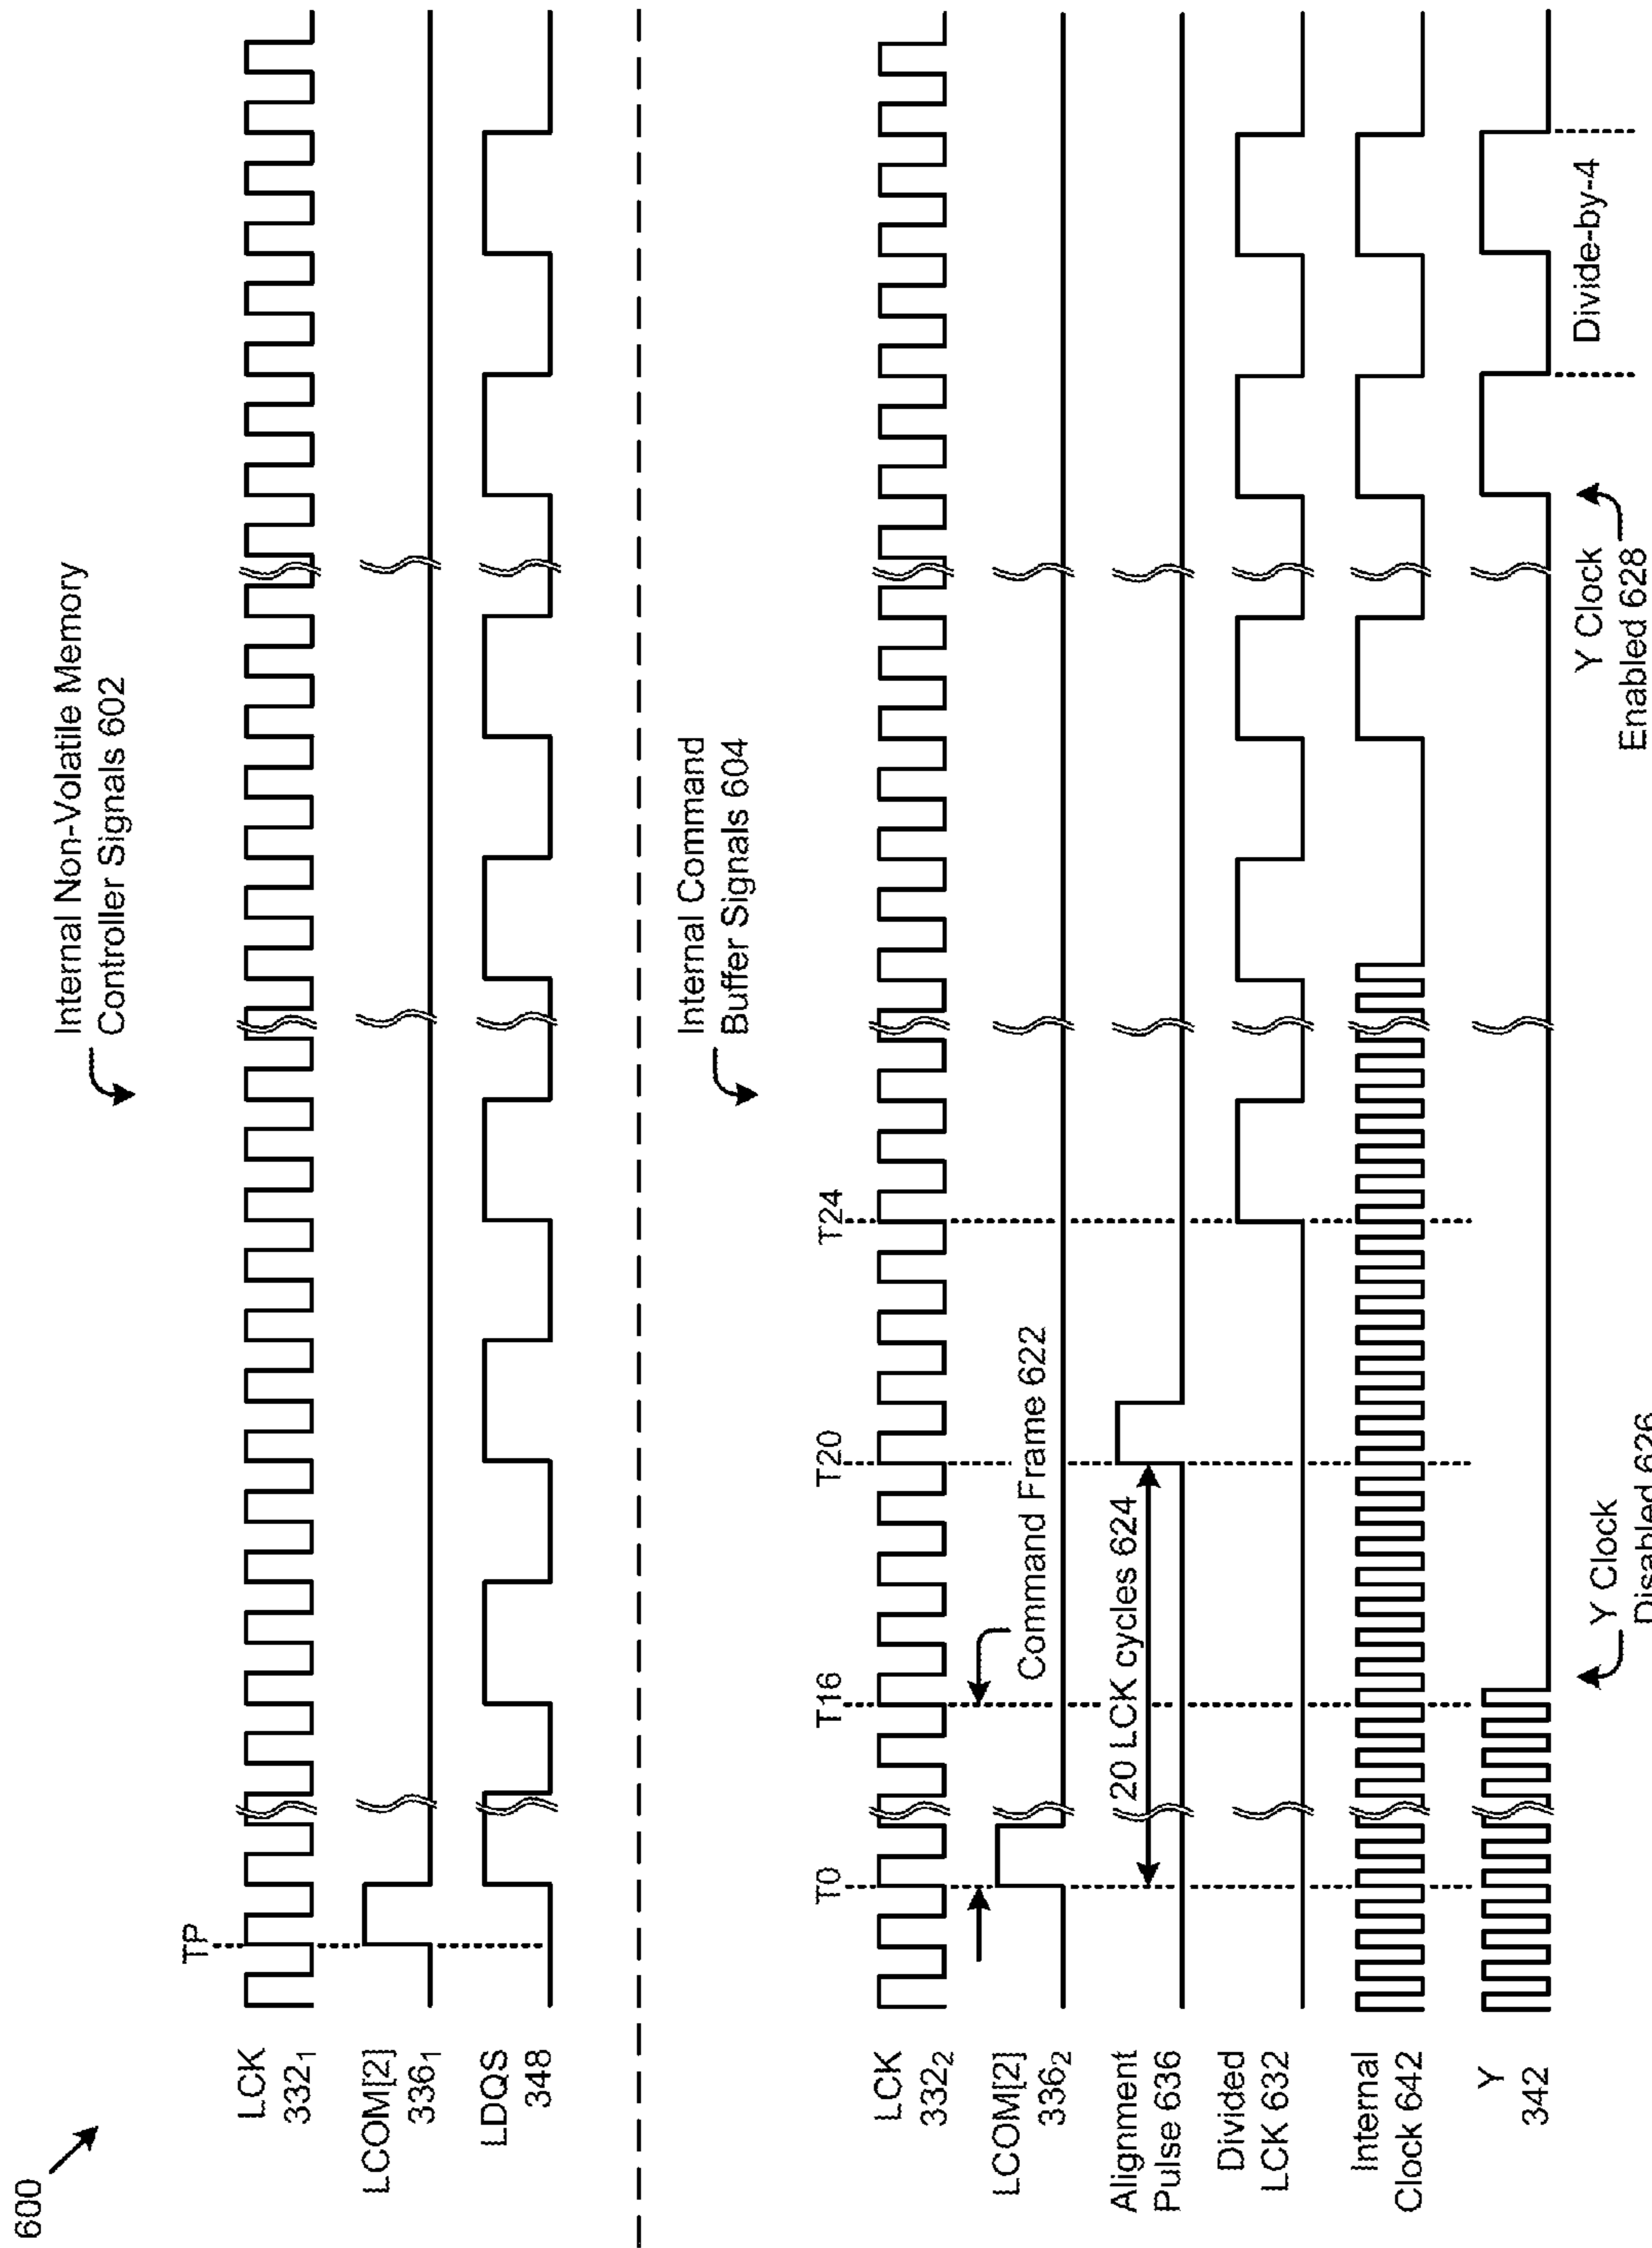 600
Internal Non-Volatile Memory
Controller Signals 602
TP
LCK
332₁
LCOM[2]
336₁
LDQS
348
Internal Command
Buffer Signals 604
T0
T16
T20
T24
LCK
332₂
Command Frame 622
LCOM[2]
336₂
20 LCK cycles 624
Alignment
Pulse 636
Divided
LCK 632
Internal
Clock 642
Y
342
Y Clock
Disabled 626
Y Clock
Enabled 628
Divide-by-4